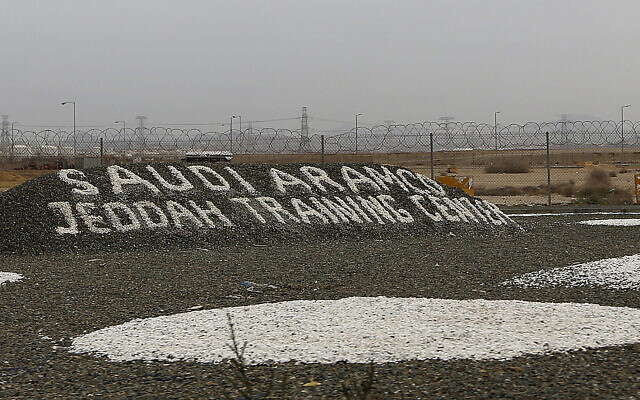 SAUDI ARAMCO
JEDDAH TRAINING CENTER